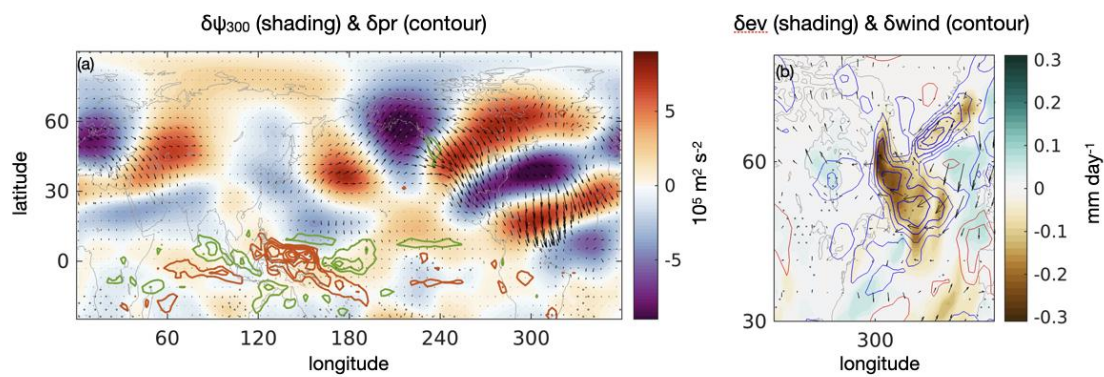 δψ₃₀₀ (shading) & δpr (contour)
δev (shading) & δwind (contour)
(a)
60
30
0
latitude
60
120
180
240
300
longitude
5
0
-5
10⁵ m² s⁻²
(b)
60
30
300
longitude
0.3
0.2
0.1
0
-0.1
-0.2
-0.3
mm day⁻¹